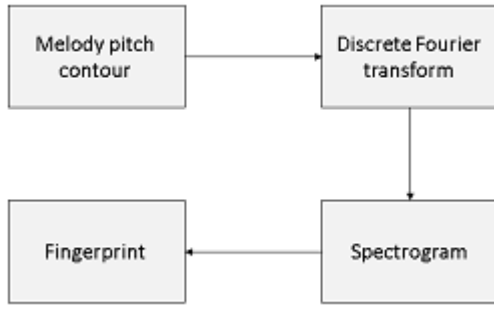 Melody pitch
contour
Discrete Fourier
transform
Spectrogram
Fingerprint